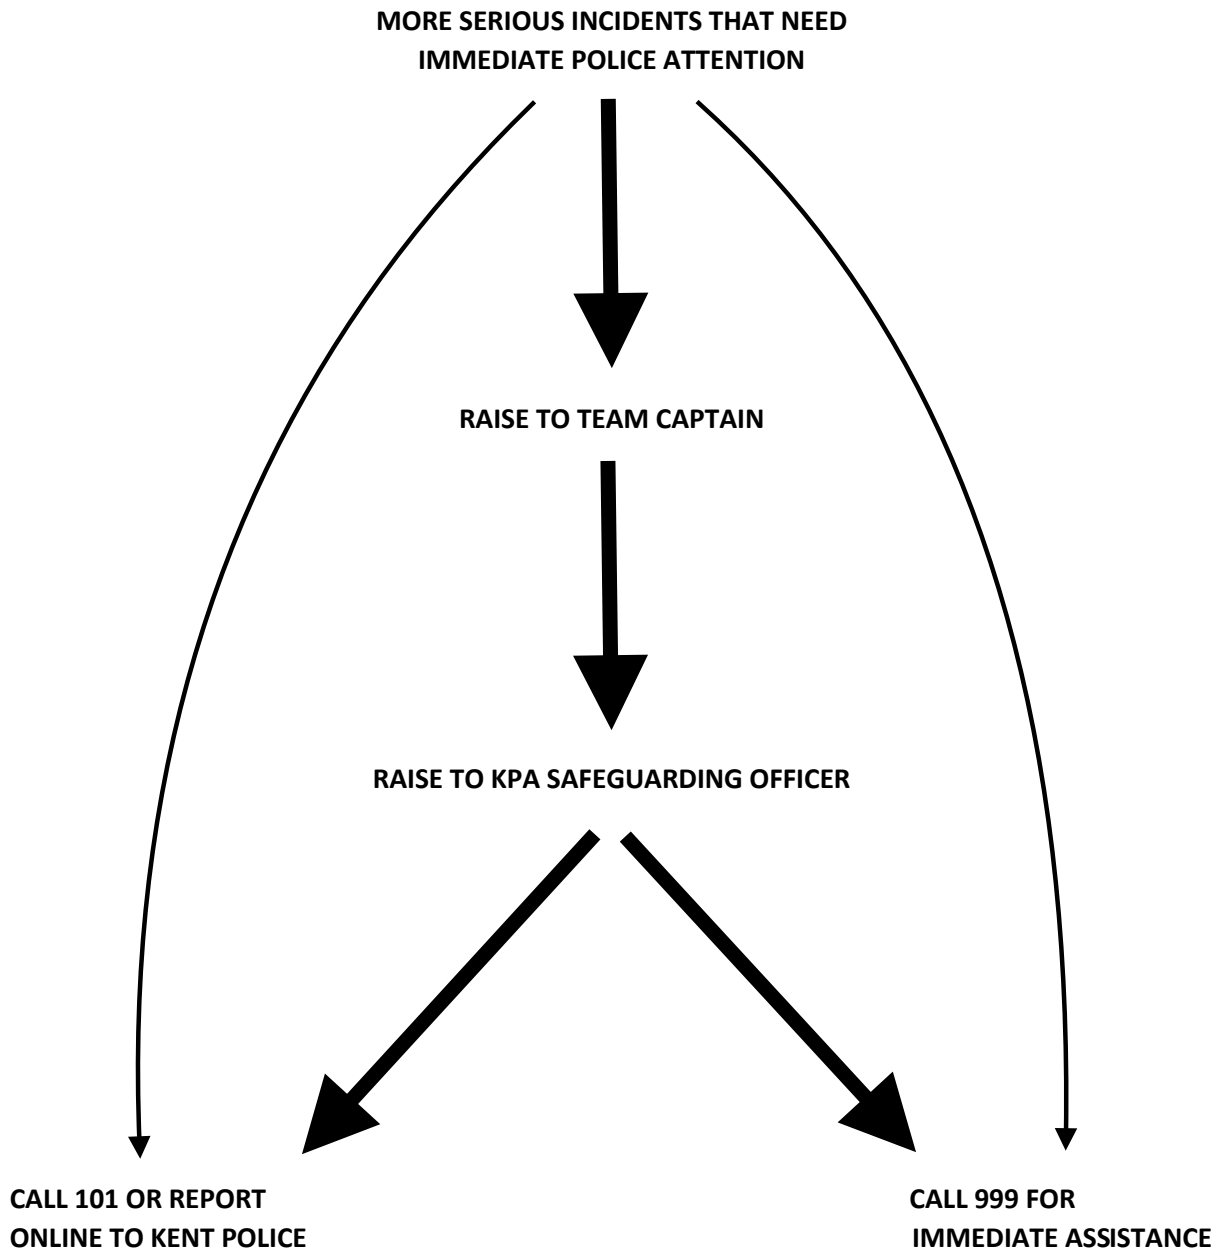 MORE SERIOUS INCIDENTS THAT NEED
IMMEDIATE POLICE ATTENTION
RAISE TO TEAM CAPTAIN
RAISE TO KPA SAFEGUARDING OFFICER
CALL 101 OR REPORT
ONLINE TO KENT POLICE
CALL 999 FOR
IMMEDIATE ASSISTANCE